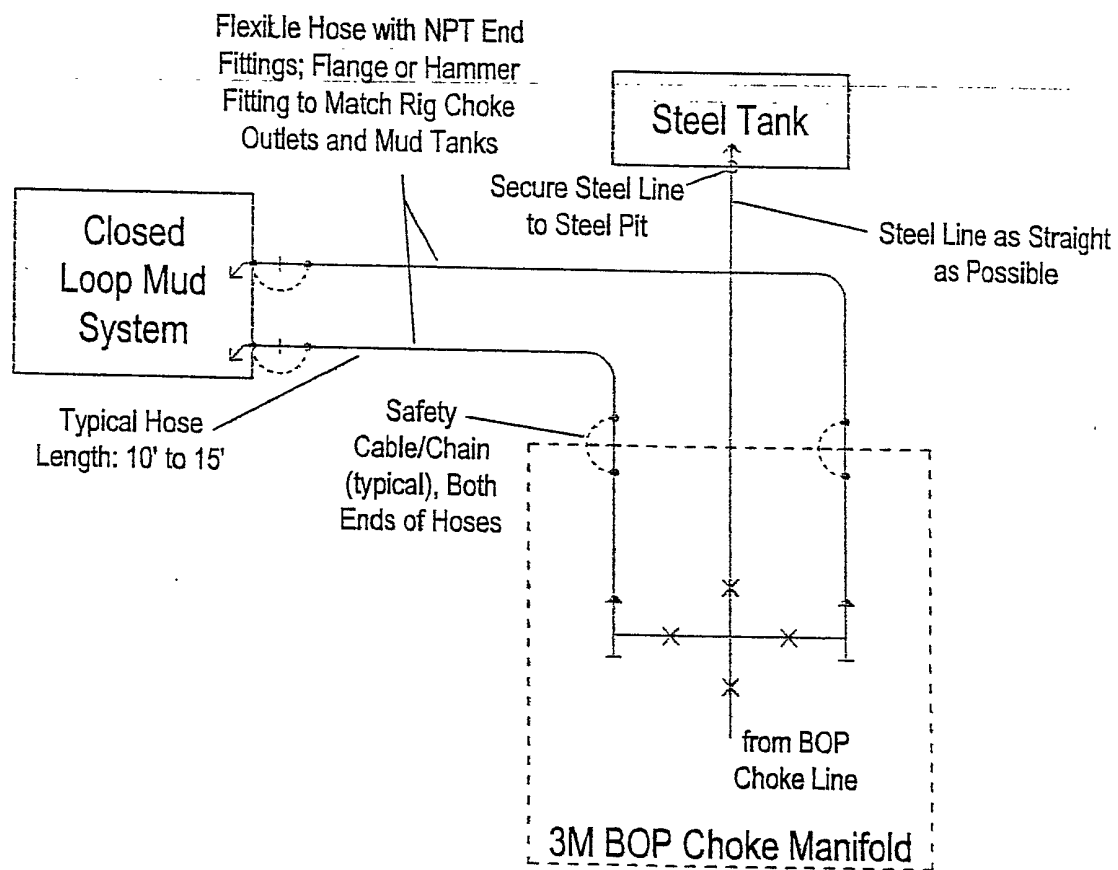 Flexible Hose with NPT End
Fittings; Flange or Hammer
Fitting to Match Rig Choke
Outlets and Mud Tanks
Steel Tank
Secure Steel Line
to Steel Pit
Steel Line as Straight
as Possible
Closed
Loop Mud
System
Typical Hose
Length: 10' to 15'
Safety
Cable/Chain
(typical), Both
Ends of Hoses
from BOP
Choke Line
3M BOP Choke Manifold